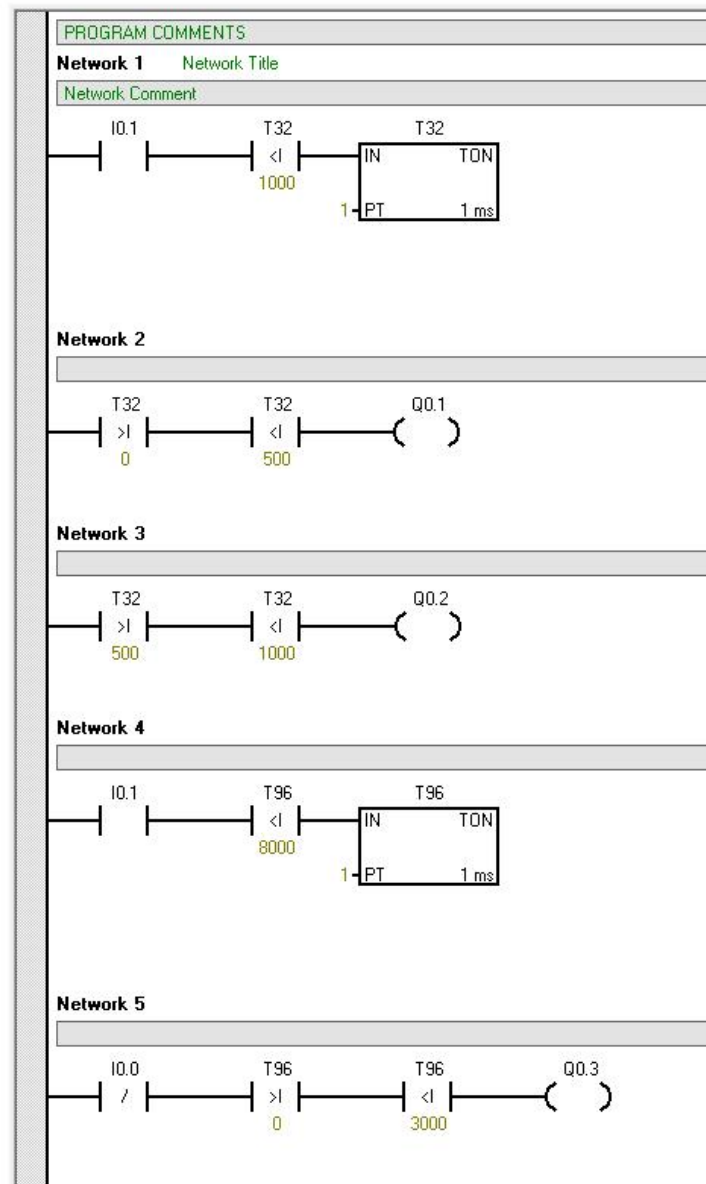 PROGRAM COMMENTS
Network 1 Network Title
Network Comment
I0.1 T32 T32
<I IN TON
1000
1 PT 1 ms
Network 2
T32 T32 Q0.1
>I <I
0 500
Network 3
T32 T32 Q0.2
>I <I
500 1000
Network 4
I0.1 T96 T96
<I IN TON
8000
1 PT 1 ms
Network 5
I0.0 T96 T96 Q0.3
/ >I <I
0 3000